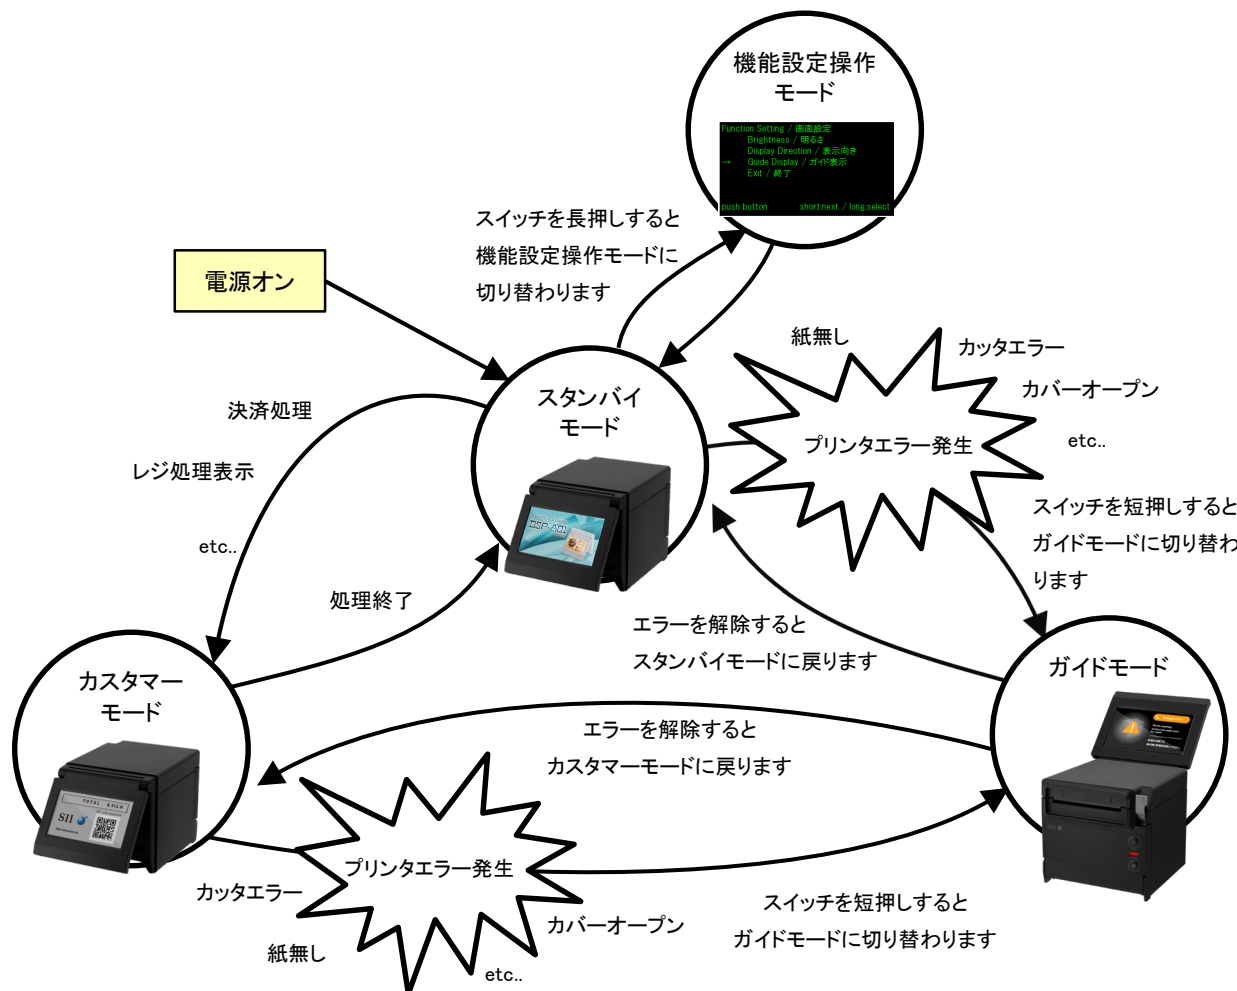 機能設定操作
モード
Function Setting / 画面設定
Brightness / 明るさ
Display Direction / 表示向き
→ Guide Display / ガイド表示
Exit / 終了
push button short:next / long:select
スイッチを長押しすると
機能設定操作モードに
切り替わります
電源オン
紙無し
カッタエラー
カバーオープン
etc..
プリンタエラー発生
スタンバイ
モード
DSP-A01
決済処理
レジ処理表示
etc..
処理終了
スイッチを短押しすると
ガイドモードに切り替わ
ります
エラーを解除すると
スタンバイモードに戻ります
ガイドモード
カスタマー
モード
TOTAL
SII
エラーを解除すると
カスタマーモードに戻ります
プリンタエラー発生
カッタエラー
紙無し
etc..
カバーオープン
スイッチを短押しすると
ガイドモードに切り替わります